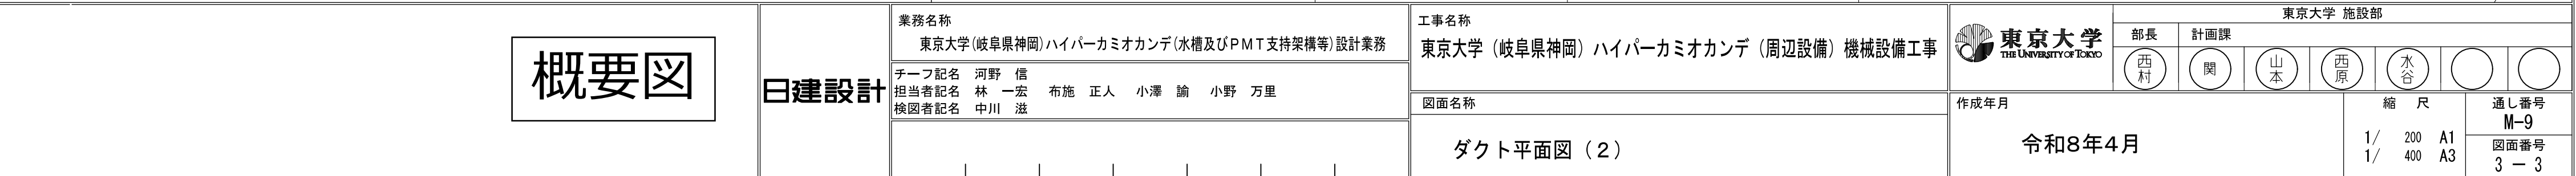 概要図
日建設計
業務名称
東京大学(岐阜県神岡)ハイパーカミオカンデ(水槽及びPMT支持架構等)設計業務
チーフ記名 河野 信
担当者記名 林 一宏 布施 正人 小澤 諭 小野 万里
検図者記名 中川 滋
工事名称
東京大学（岐阜県神岡）ハイパーカミオカンデ（周辺設備）機械設備工事
図面名称
ダクト平面図（２）
東京大学
THE UNIVERSITY OF TOKYO
東京大学 施設部
部長 計画課
西村 関 山本 西原 水谷
作成年月
令和8年4月
縮 尺
1/ 200 A1
1/ 400 A3
通し番号
M-9
図面番号
3 － 3